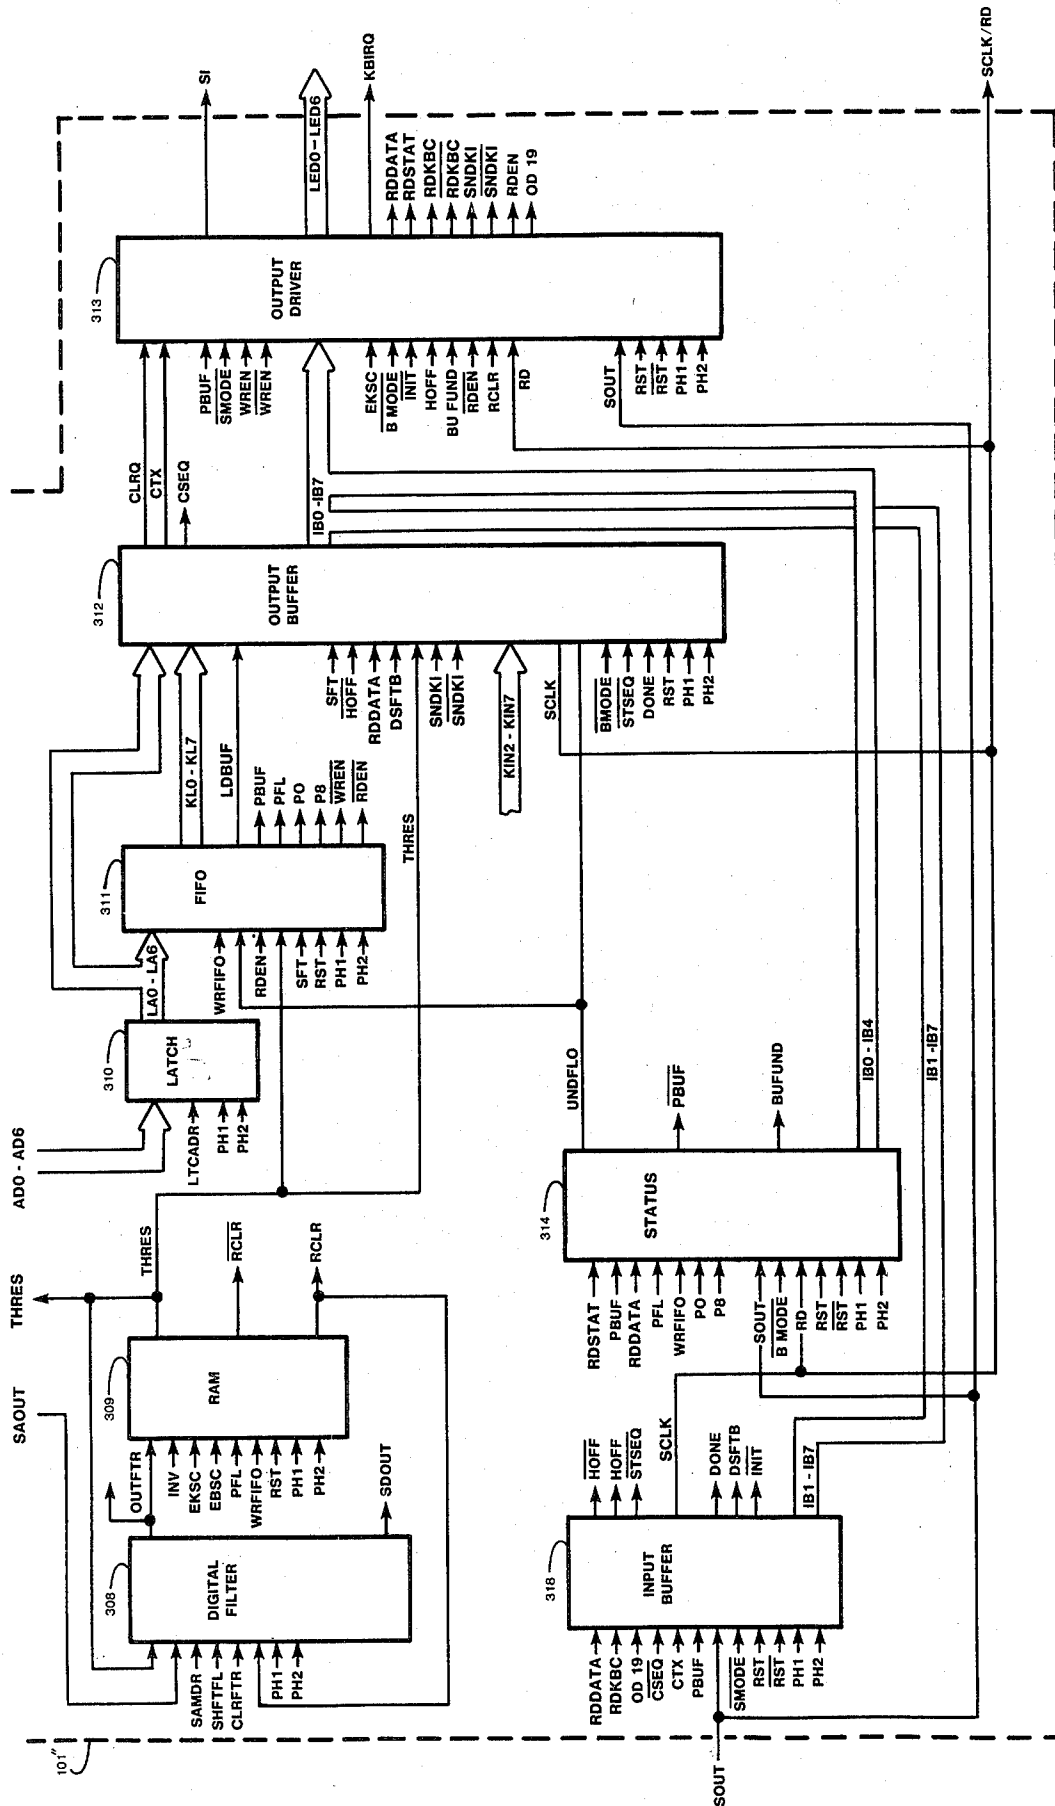 101"
SAOUT
THRES
AD0 - AD6
308
DIGITAL
FILTER
SAMDR
SHFTFL
CLRFTR
PH1
PH2
OUTFTR
SDOUT
309
RAM
INV
EKSC
EBSC
PFL
WRFIFO
RST
PH1
PH2
THRES
RCLR
RCLR
310
LATCH
LTCADR
PH1
PH2
LA0 - LA6
311
FIFO
WRFIFO
RDEN
SFT
RST
PH1
PH2
KL0 - KL7
LDBUF
PBUF
PFL
PO
P8
WREN
RDEN
THRES
312
OUTPUT
BUFFER
SFT
HOFF
RDDATA
DSFTB
SNDKI
SNDKI
KIN2 - KIN7
SCLK
BMODE
STSEQ
DONE
RST
PH1
PH2
CLRQ
CTX
CSEQ
IB0 -IB7
313
OUTPUT
DRIVER
PBUF
SMODE
WREN
WREN
EKSC
B MODE
INIT
HOFF
BU FUND
RDEN
RCLR
RD
SOUT
RST
RST
PH1
PH2
SI
LED0 - LED6
KBIRQ
RDDATA
RDSTAT
RDKBC
RDKBC
SNDKI
SNDKI
RDEN
OD 19
SCLK/RD
SOUT
318
INPUT
BUFFER
RDDATA
RDKBC
OD 19
CSEQ
CTX
PBUF
SMODE
RST
RST
PH1
PH2
HOFF
HOFF
STSEQ
SCLK
DONE
DSFTB
INIT
IB1 - IB7
314
STATUS
RDSTAT
PBUF
RDDATA
PFL
WRFIFO
PO
P8
SOUT
B MODE
RD
RST
RST
PH1
PH2
UNDFLO
PBUF
BUFUND
IB0 - IB4
IB1 -IB7